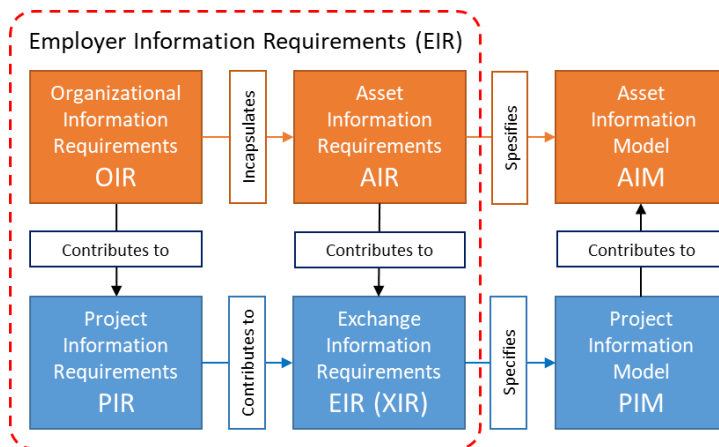 Employer Information Requirements (EIR)
Organizational
Information
Requirements
OIR
Incapsulates
Asset
Information
Requirements
AIR
Spesifies
Asset
Information
Model
AIM
Contributes to
Contributes to
Contributes to
Project
Information
Requirements
PIR
Contributes to
Exchange
Information
Requirements
EIR (XIR)
Specifies
Project
Information
Model
PIM